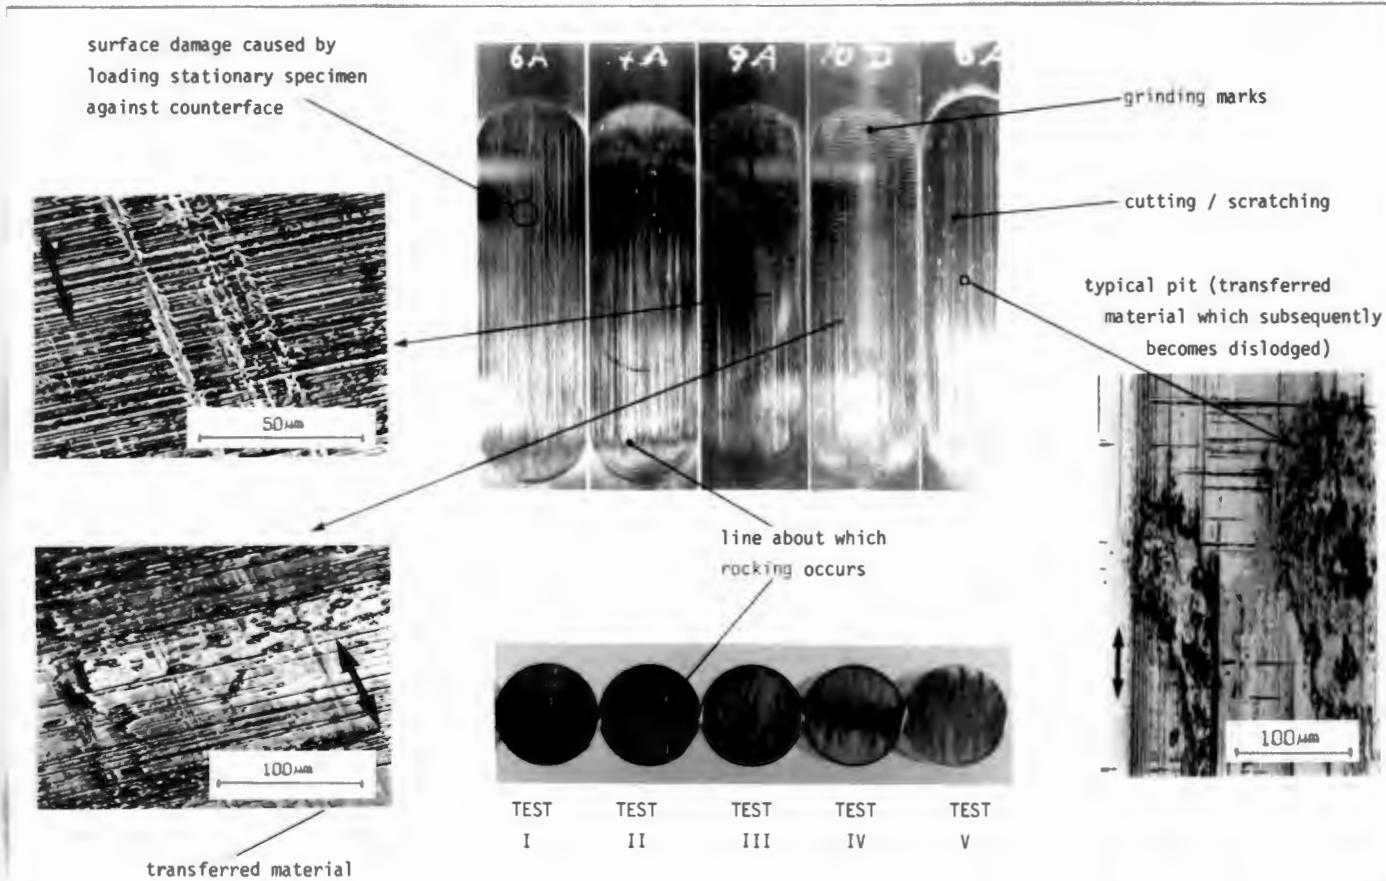 surface damage caused by
loading stationary specimen
against counterface
6A
7A
9A
10D
grinding marks
cutting / scratching
typical pit (transferred
material which subsequently
becomes dislodged)
50μm
line about which
rocking occurs
100μm
100μm
TEST TEST TEST TEST TEST
I II III IV V
transferred material